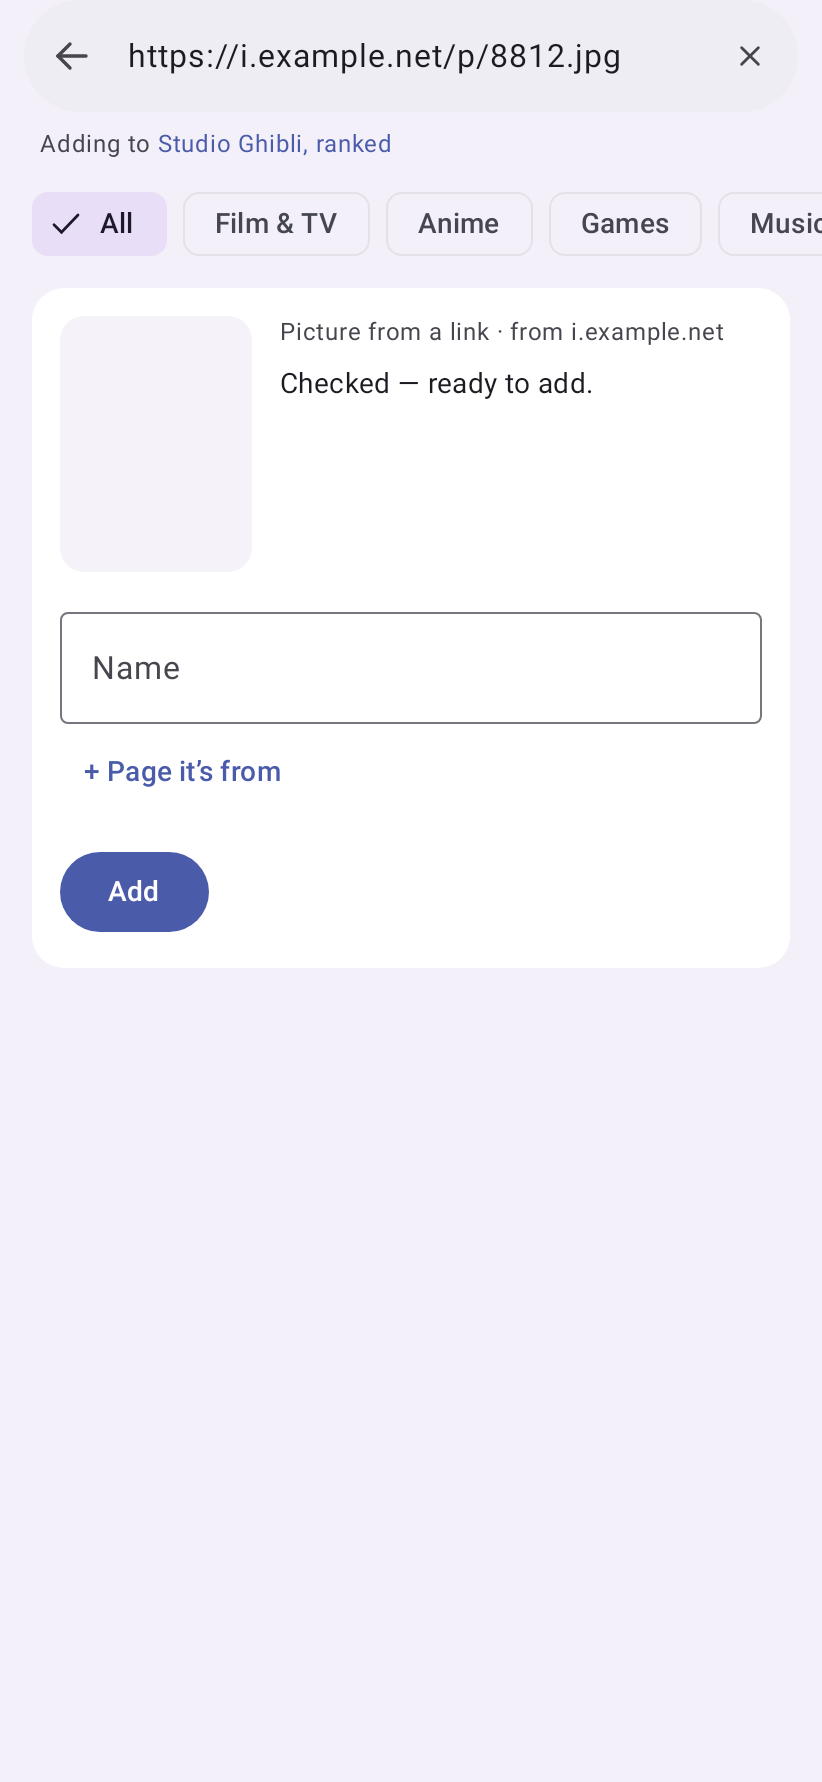 https://i.example.net/p/8812.jpg
Adding to Studio Ghibli, ranked
All
Film & TV
Anime
Games
Music
Picture from a link · from i.example.net
Checked — ready to add.
Name
+ Page it’s from
Add